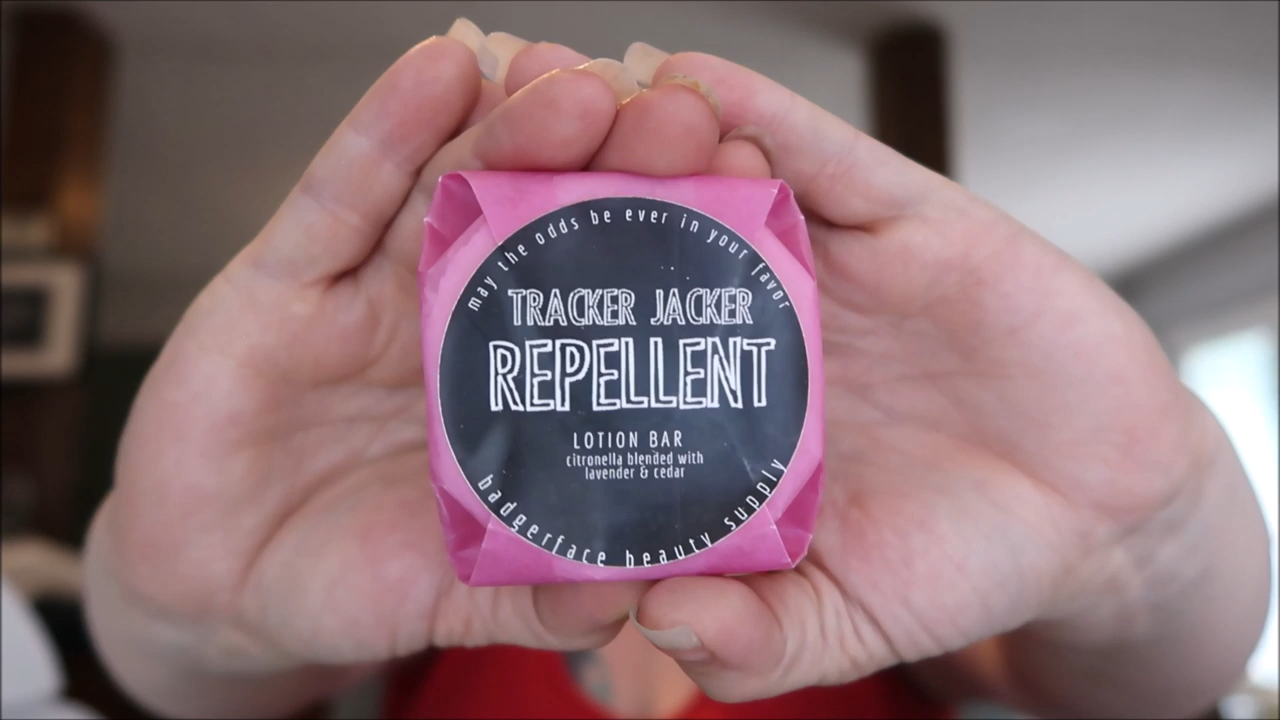 may the odds be ever in your favor
TRACKER JACKER
REPELLENT
LOTION BAR
citronella blended with
lavender & cedar
badgerface beauty supply